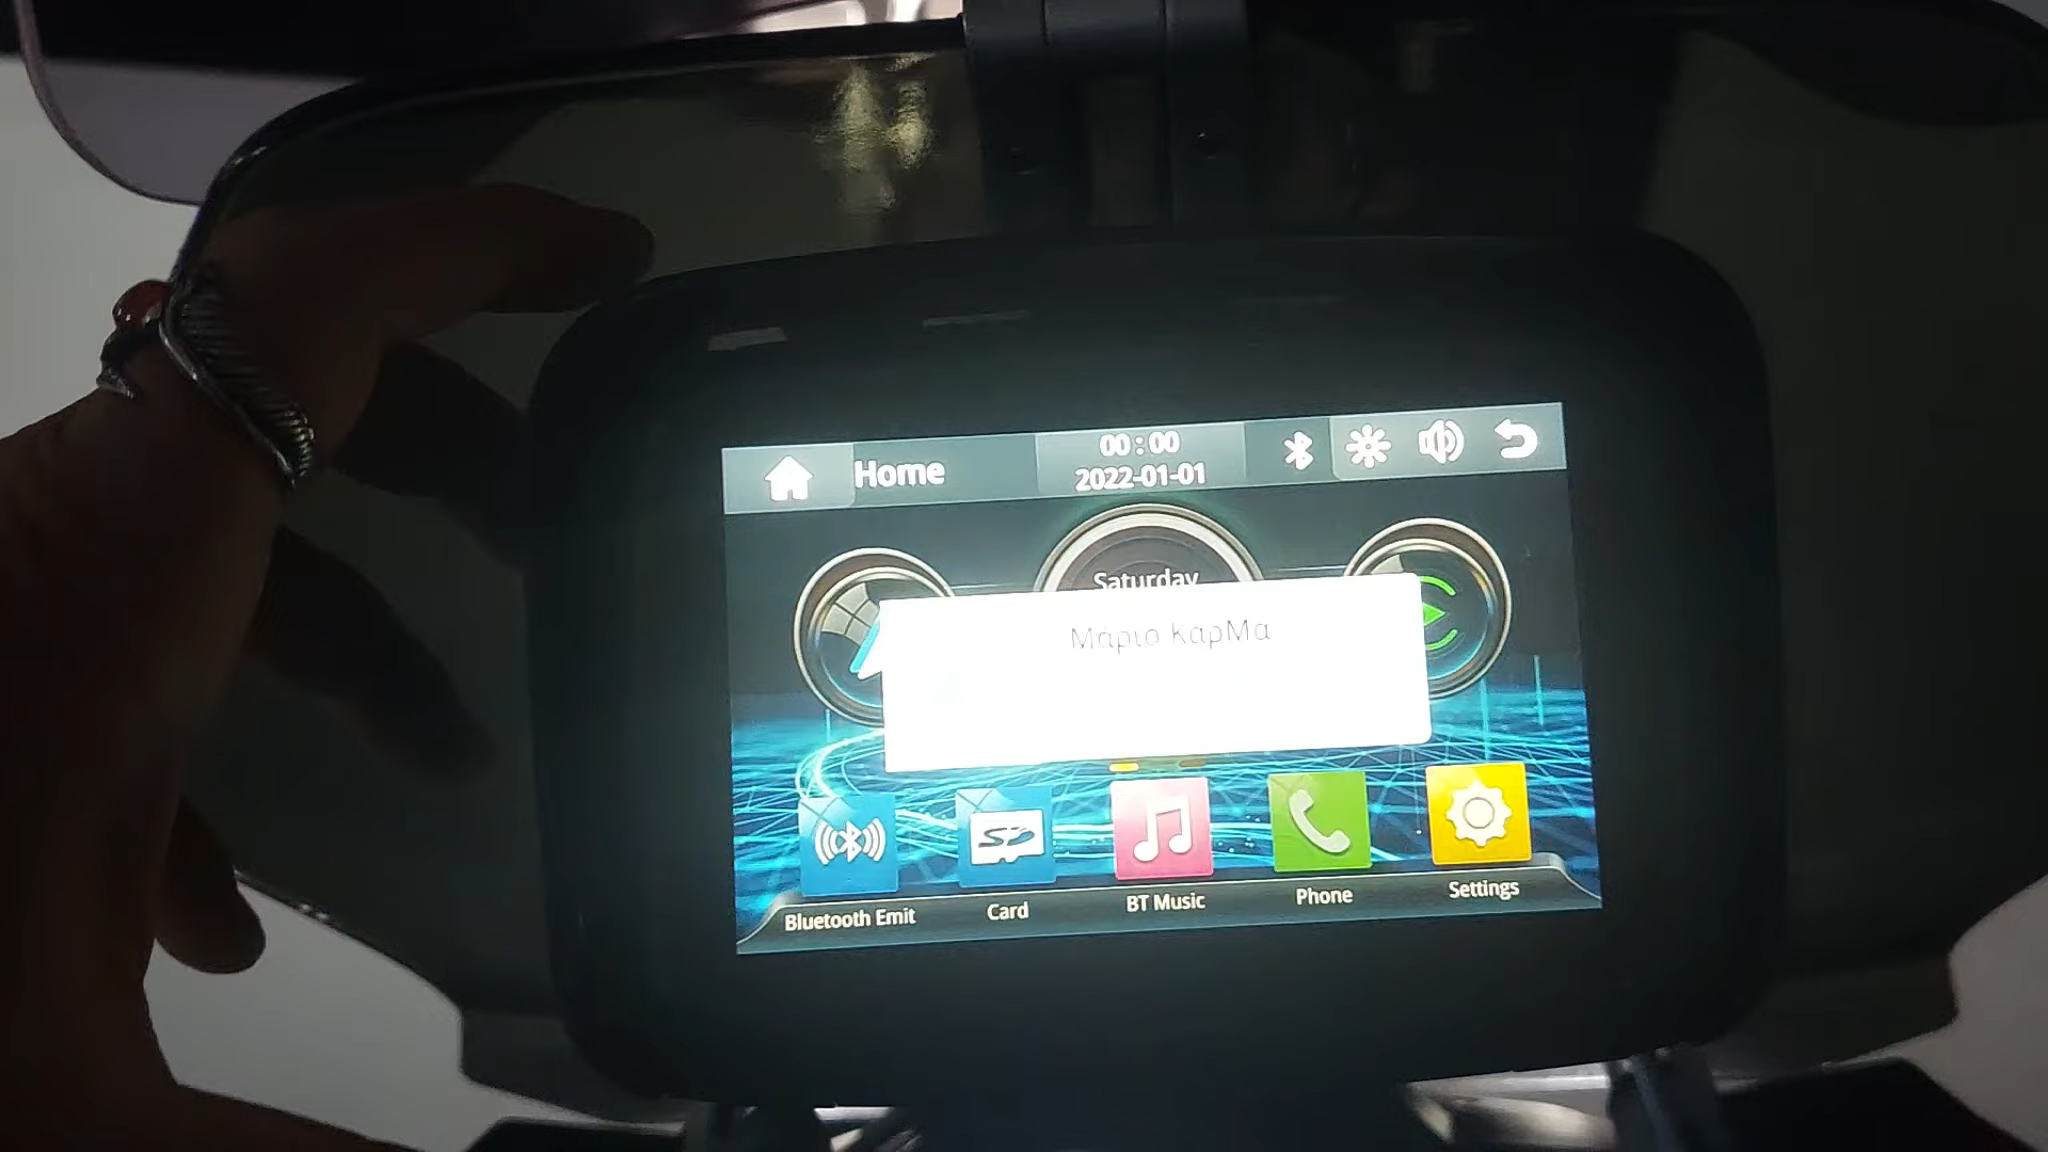 Home
00:00
2022-01-01
Saturday
Μάριο ΚαρΜα
Bluetooth Emit
Card
BT Music
Phone
Settings